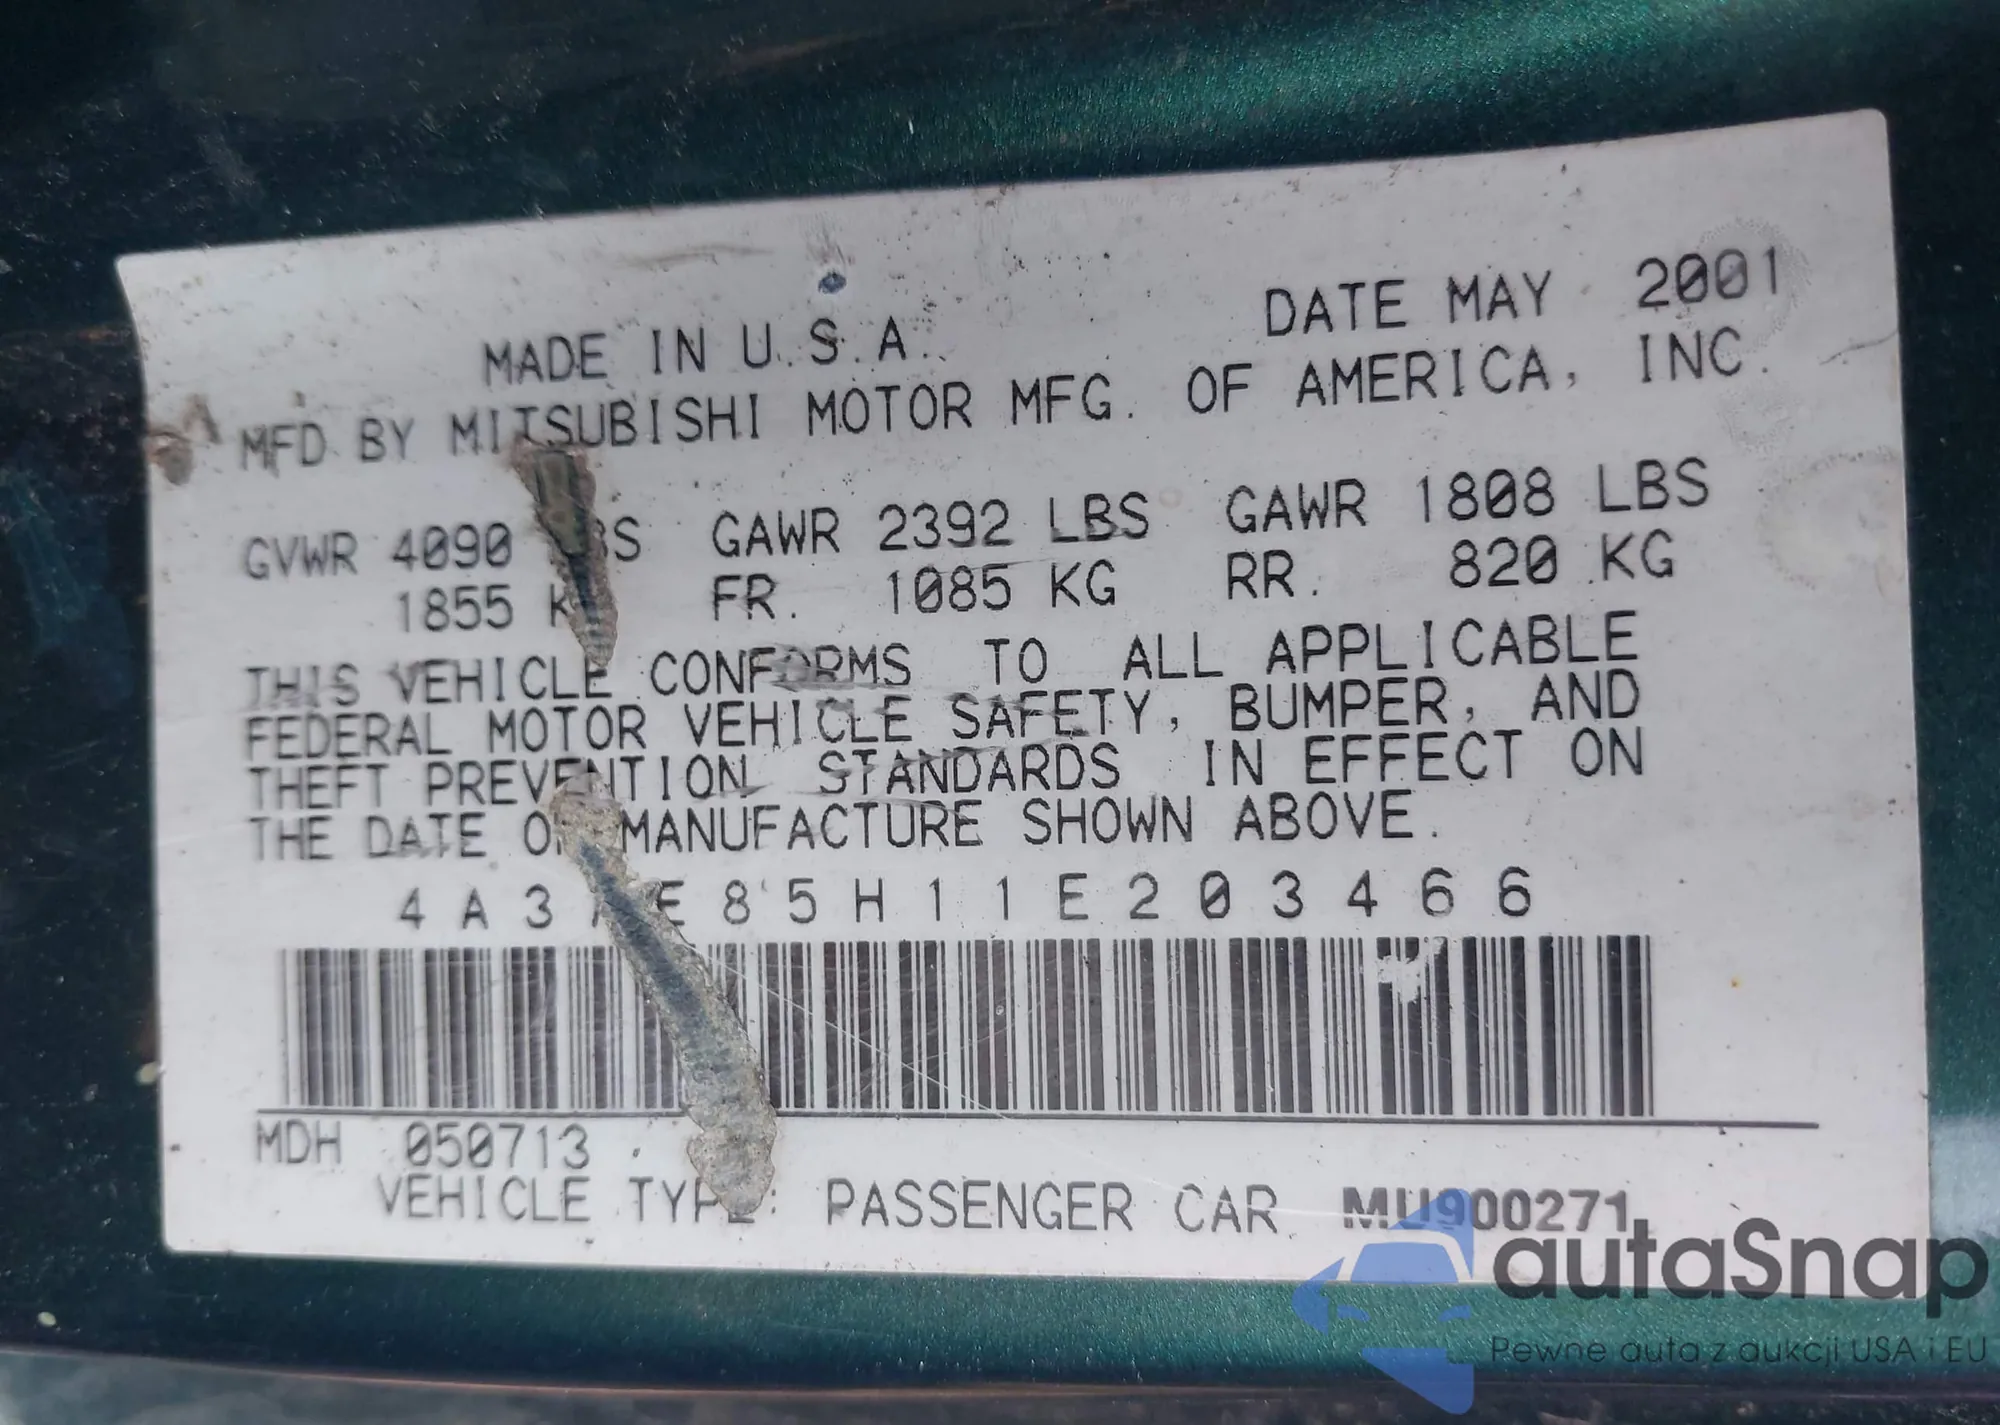 MADE IN U.S.A. DATE MAY 2001
MFD BY MITSUBISHI MOTOR MFG. OF AMERICA, INC.
GVWR 4090 GAWR 2392 LBS GAWR 1808 LBS
1855 FR. 1085 KG RR. 820 KG
THIS VEHICLE CONFORMS TO ALL APPLICABLE
FEDERAL MOTOR VEHICLE SAFETY, BUMPER, AND
THEFT PREVENTION STANDARDS IN EFFECT ON
THE DATE MANUFACTURE SHOWN ABOVE.
MDH 050713
VEHICLE TYPE: PASSENGER CAR MU900271
autaSnap
Pewne auta z aukcji USA i EU